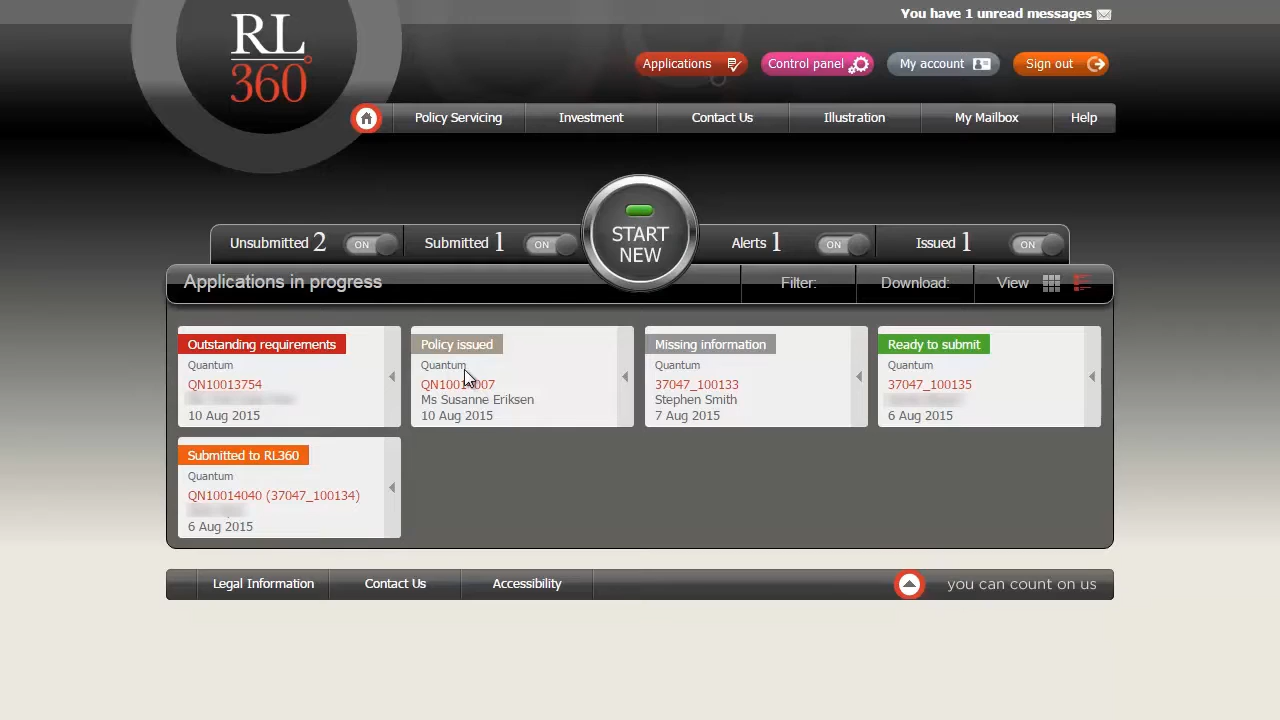 You have 1 unread messages
RL
360°
Applications
Control panel
My account
Sign out
Policy Servicing
Investment
Contact Us
Illustration
My Mailbox
Help
Unsubmitted 2
ON
Submitted 1
ON
START
NEW
Alerts 1
ON
Issued 1
ON
Applications in progress
Filter:
Download:
View
Outstanding requirements
Quantum
QN10013754
10 Aug 2015
Policy issued
Quantum
Ms Susanne Eriksen
10 Aug 2015
Missing information
Quantum
37047_100133
Stephen Smith
7 Aug 2015
Ready to submit
Quantum
37047_100135
6 Aug 2015
Submitted to RL360
Quantum
QN10014040 (37047_100134)
6 Aug 2015
Legal Information
Contact Us
Accessibility
you can count on us